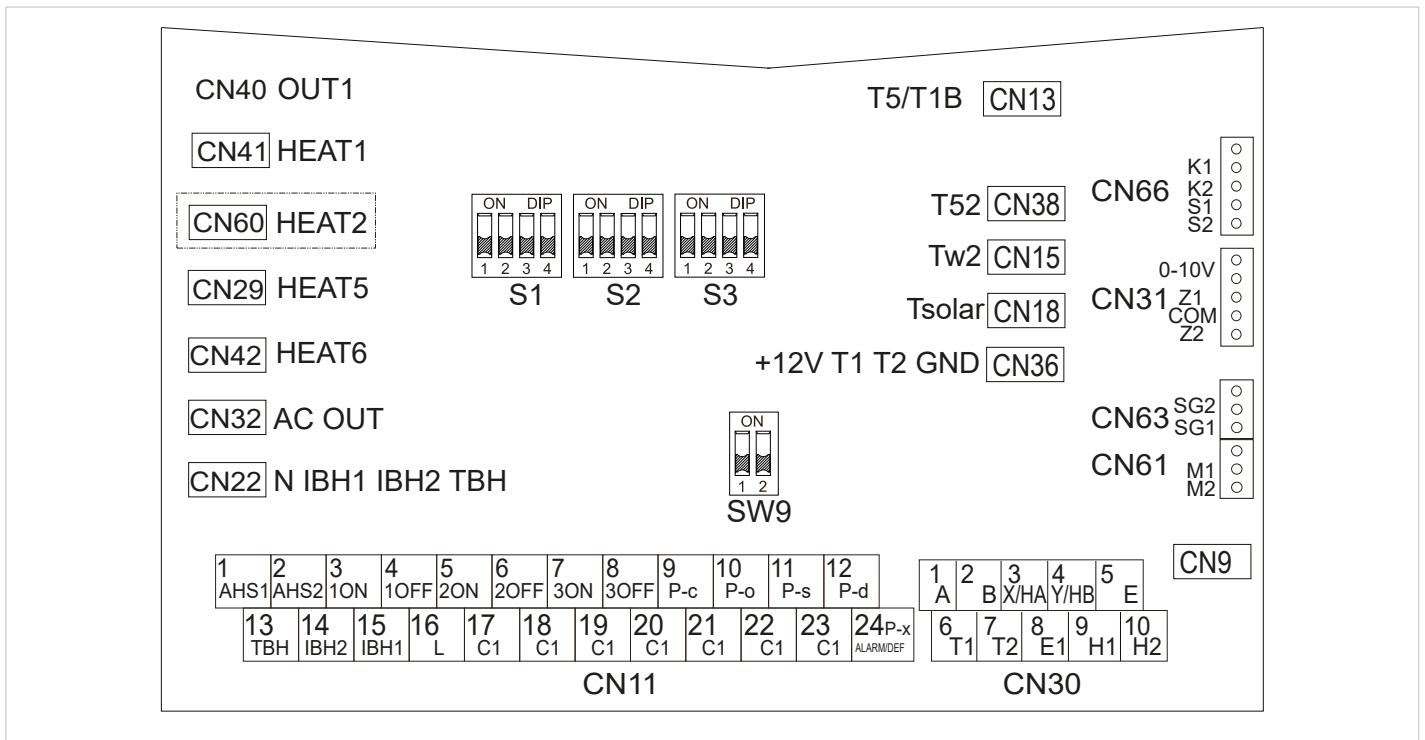 CN40 OUT1
CN41 HEAT1
CN60 HEAT2
CN29 HEAT5
CN42 HEAT6
CN32 AC OUT
CN22 N IBH1 IBH2 TBH
ON DIP
1 2 3 4
S1
ON DIP
1 2 3 4
S2
ON DIP
1 2 3 4
S3
T5/T1B CN13
T52 CN38
Tw2 CN15
Tsolar CN18
+12V T1 T2 GND CN36
ON
1 2
SW9
CN66
K1
K2
S1
S2
CN31
0-10V
Z1
COM
Z2
CN63
SG2
SG1
CN61
M1
M2
CN9
1 2 3 4 5 6 7 8 9 10 11 12
AHS1 AHS2 1ON 1OFF 2ON 2OFF 3ON 3OFF P-c P-o P-s P-d
13 14 15 16 17 18 19 20 21 22 23 24 P-x
TBH IBH2 IBH1 L C1 C1 C1 C1 C1 C1 C1 ALARM/DEF
CN11
1 2 3 4 5
A B X/HA Y/HB E
6 7 8 9 10
T1 T2 E1 H1 H2
CN30